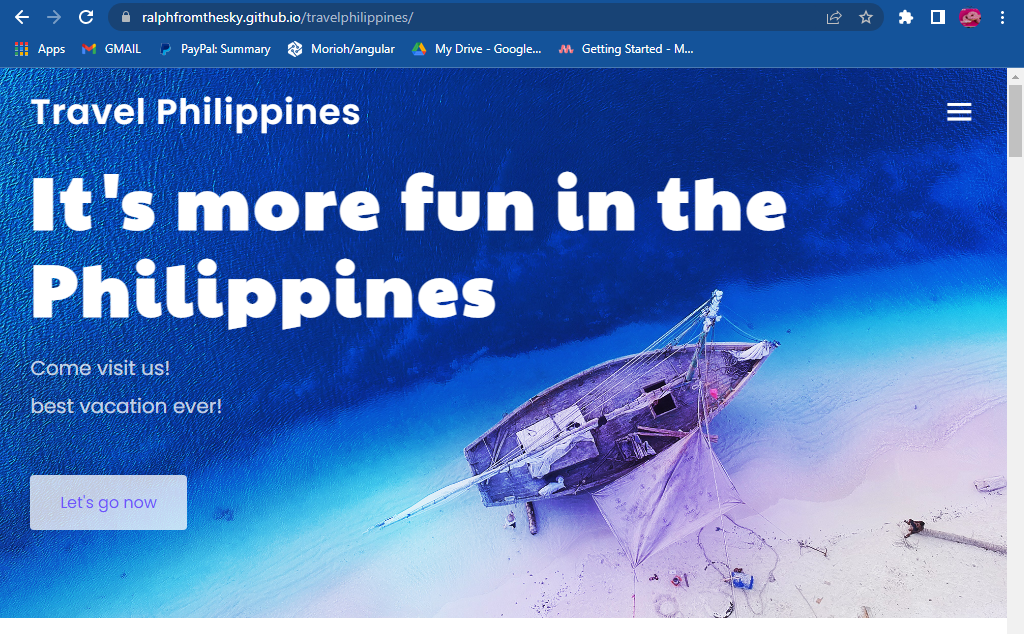 ralphfromthesky.github.io/travelphilippines/
Apps GMAIL PayPal: Summary Morioh/angular My Drive - Google... Getting Started - M...
Travel Philippines
It's more fun in the
Philippines
Come visit us!
best vacation ever!
Let's go now